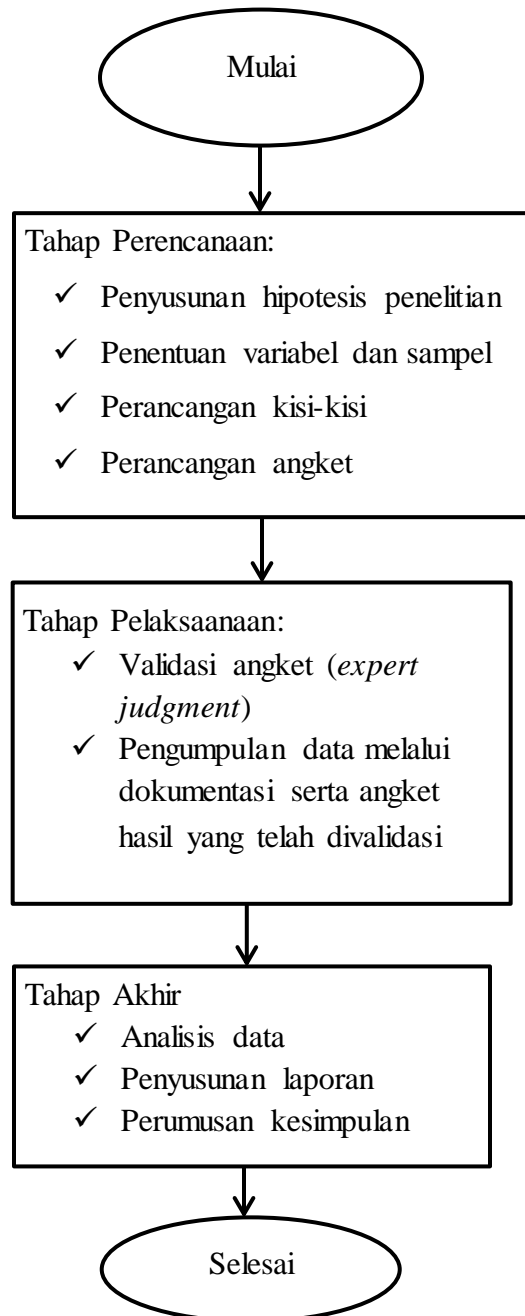 Mulai
Tahap Perencanaan:
✓ Penyusunan hipotesis penelitian
✓ Penentuan variabel dan sampel
✓ Perancangan kisi-kisi
✓ Perancangan angket
Tahap Pelaksaanaan:
✓ Validasi angket (expert
judgment)
✓ Pengumpulan data melalui
dokumentasi serta angket
hasil yang telah divalidasi
Tahap Akhir
✓ Analisis data
✓ Penyusunan laporan
✓ Perumusan kesimpulan
Selesai